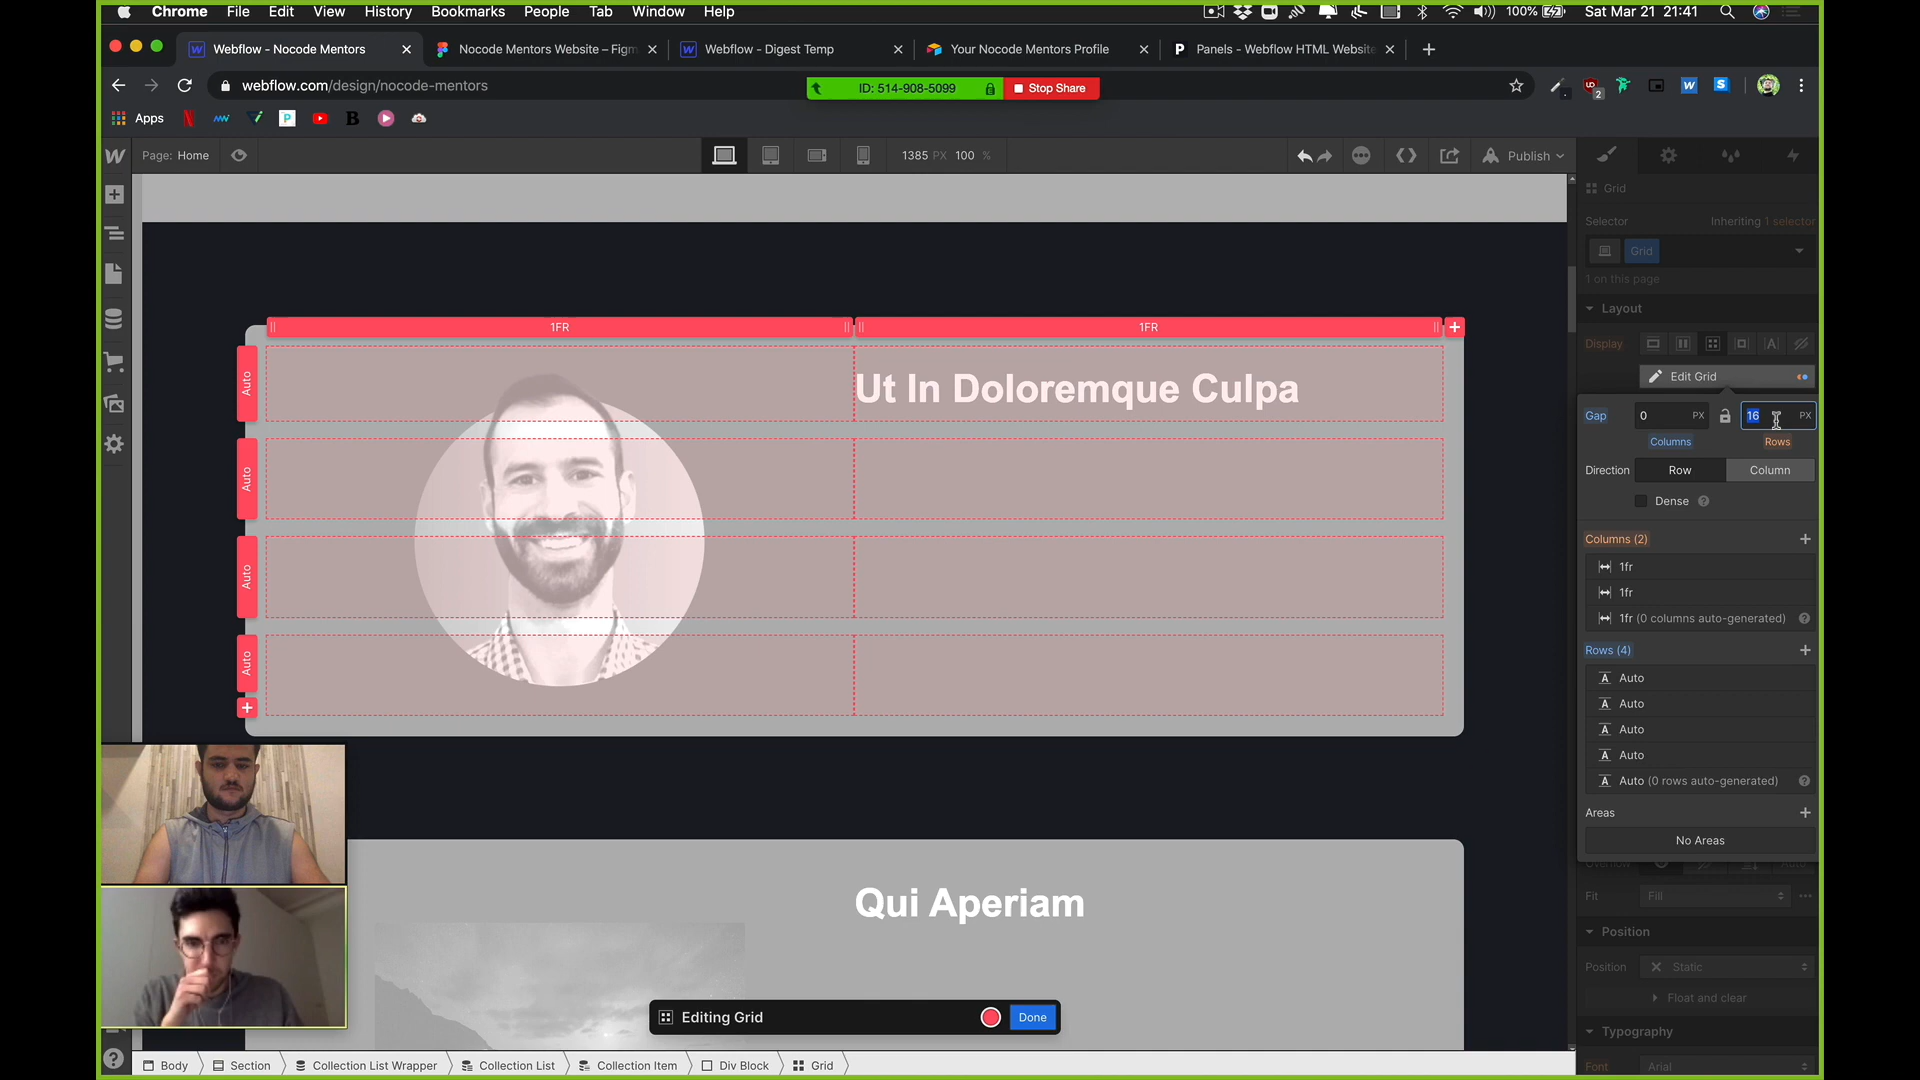 Chrome File Edit View History Bookmarks People Tab Window Help
100% Sat Mar 21 21:41
Webflow - Nocode Mentors
Nocode Mentors Website – Figm
Webflow - Digest Temp
Your Nocode Mentors Profile
Panels - Webflow HTML Website
webflow.com/design/nocode-mentors
ID: 514-908-5099
Stop Share
2
Apps
Page: Home
1385 PX 100 %
Publish
Grid
Selector
Inheriting 1 selector
Grid
1 on this page
Layout
Display
Edit Grid
Gap
0 PX
16 PX
Columns
Rows
Direction
Row
Column
Dense
Columns (2)
1fr
1fr
1fr (0 columns auto-generated)
Rows (4)
Auto
Auto
Auto
Auto
Auto (0 rows auto-generated)
Areas
No Areas
Overflow
Auto
Fit
Fill
Position
Position
Static
Float and clear
Typography
Font
Arial
1FR
1FR
Auto
Auto
Auto
Auto
Ut In Doloremque Culpa
Qui Aperiam
Editing Grid
Done
Body
Section
Collection List Wrapper
Collection List
Collection Item
Div Block
Grid